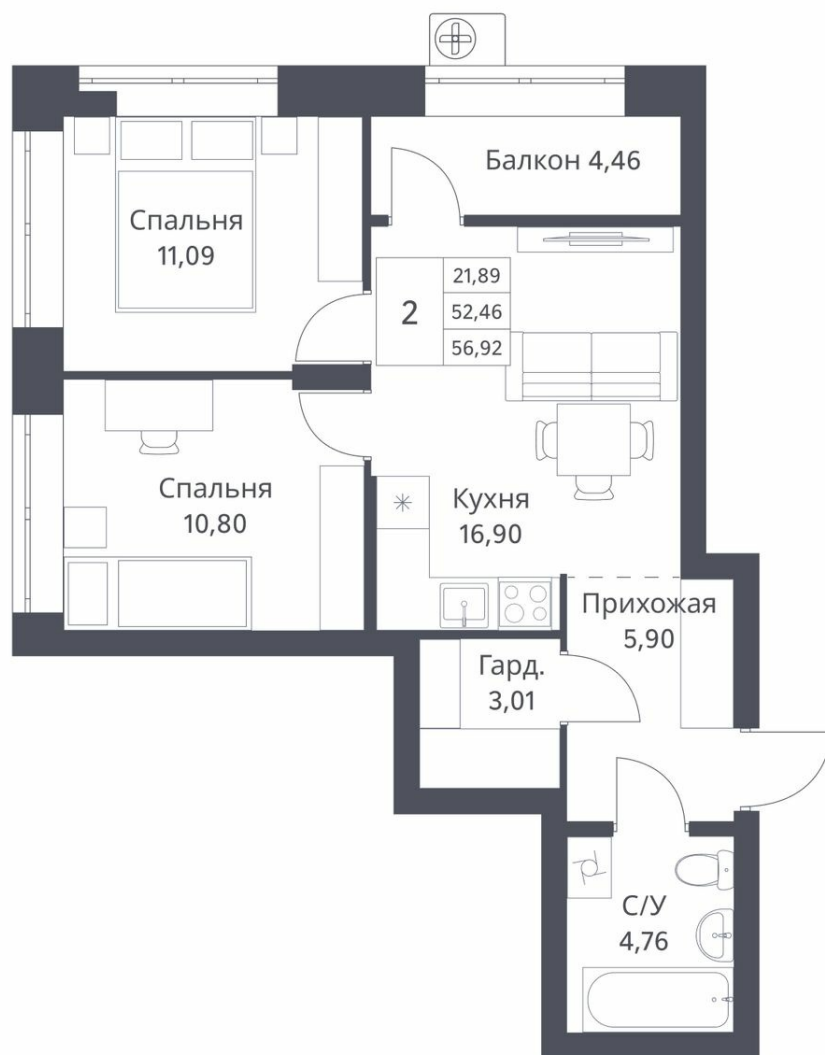 Балкон 4,46
Спальня
11,09
2
21,89
52,46
56,92
Спальня
10,80
Кухня
16,90
Прихожая
5,90
Гард.
3,01
С/У
4,76